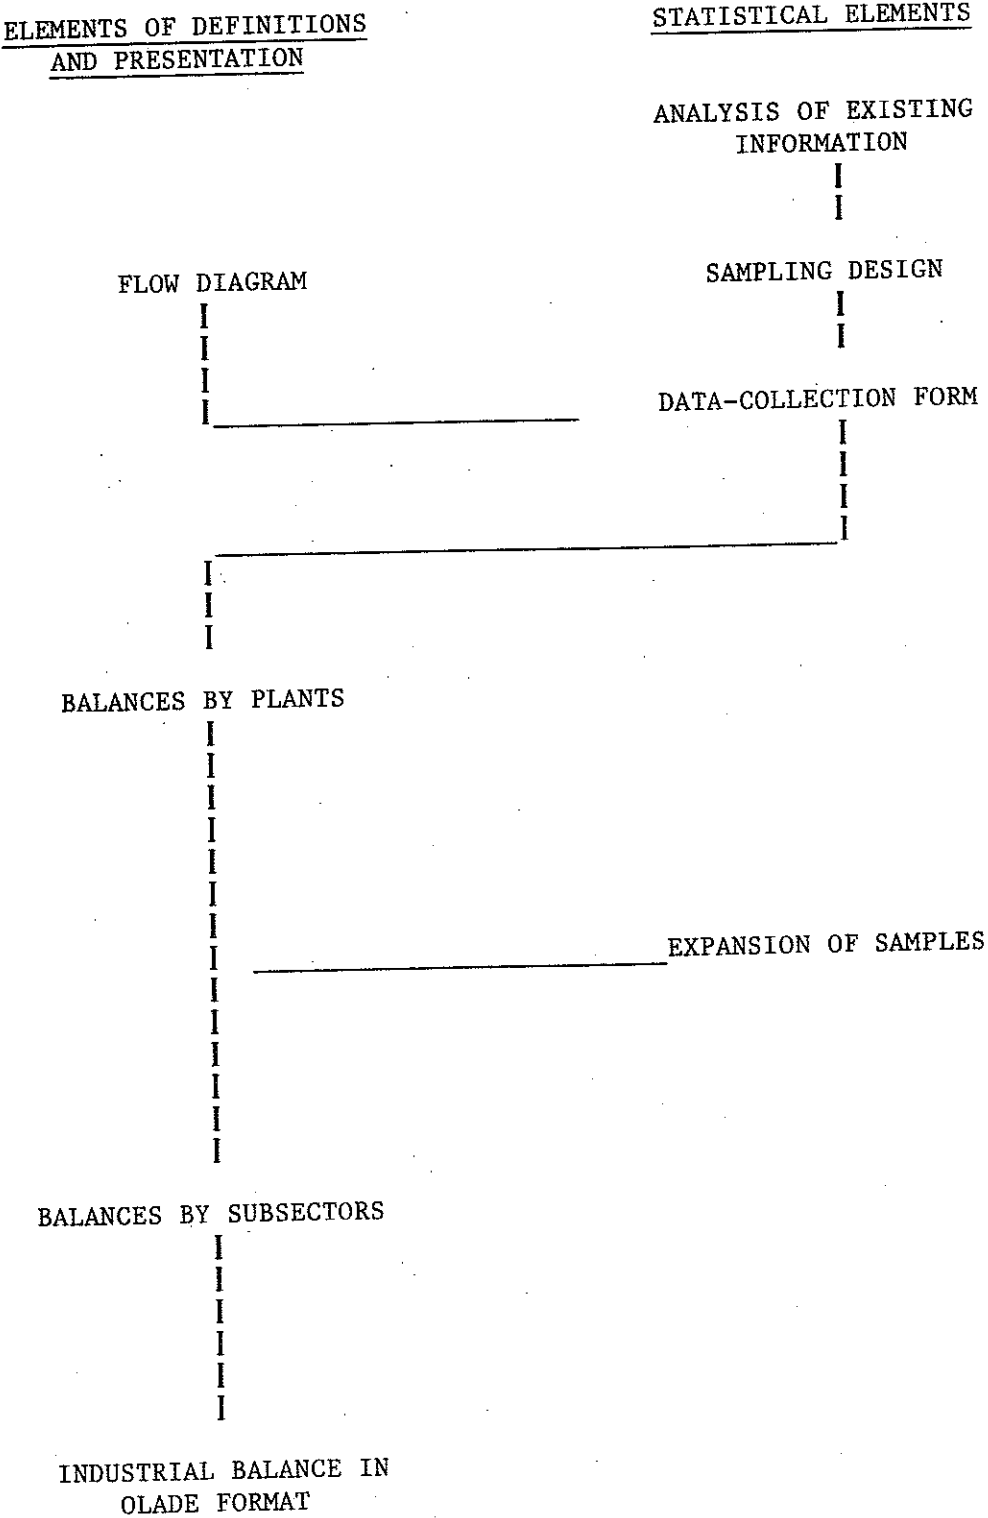 ELEMENTS OF DEFINITIONS
AND PRESENTATION
STATISTICAL ELEMENTS
ANALYSIS OF EXISTING
INFORMATION
FLOW DIAGRAM
SAMPLING DESIGN
DATA-COLLECTION FORM
BALANCES BY PLANTS
EXPANSION OF SAMPLES
BALANCES BY SUBSECTORS
INDUSTRIAL BALANCE IN
OLADE FORMAT